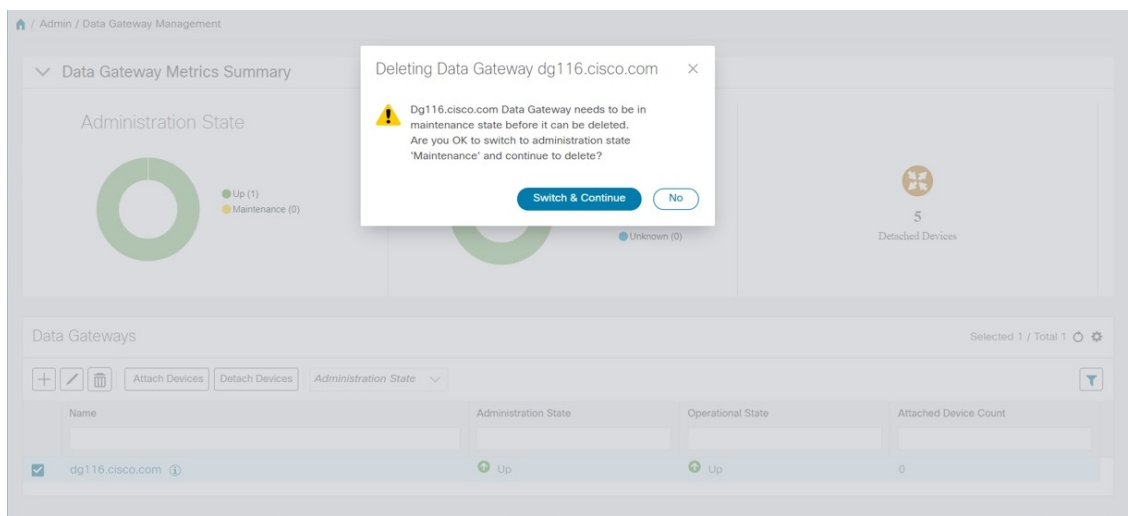 / Admin / Data Gateway Management
Data Gateway Metrics Summary
Deleting Data Gateway dg116.cisco.com
Dg116.cisco.com Data Gateway needs to be in
maintenance state before it can be deleted.
Are you OK to switch to administration state
'Maintenance' and continue to delete?
Switch & Continue
No
Administration State
Up (1)
Maintenance (0)
Unknown (0)
5
Detached Devices
Data Gateways
Selected 1 / Total 1
Attach Devices Detach Devices Administration State
Name Administration State Operational State Attached Device Count
dg116.cisco.com Up Up 0